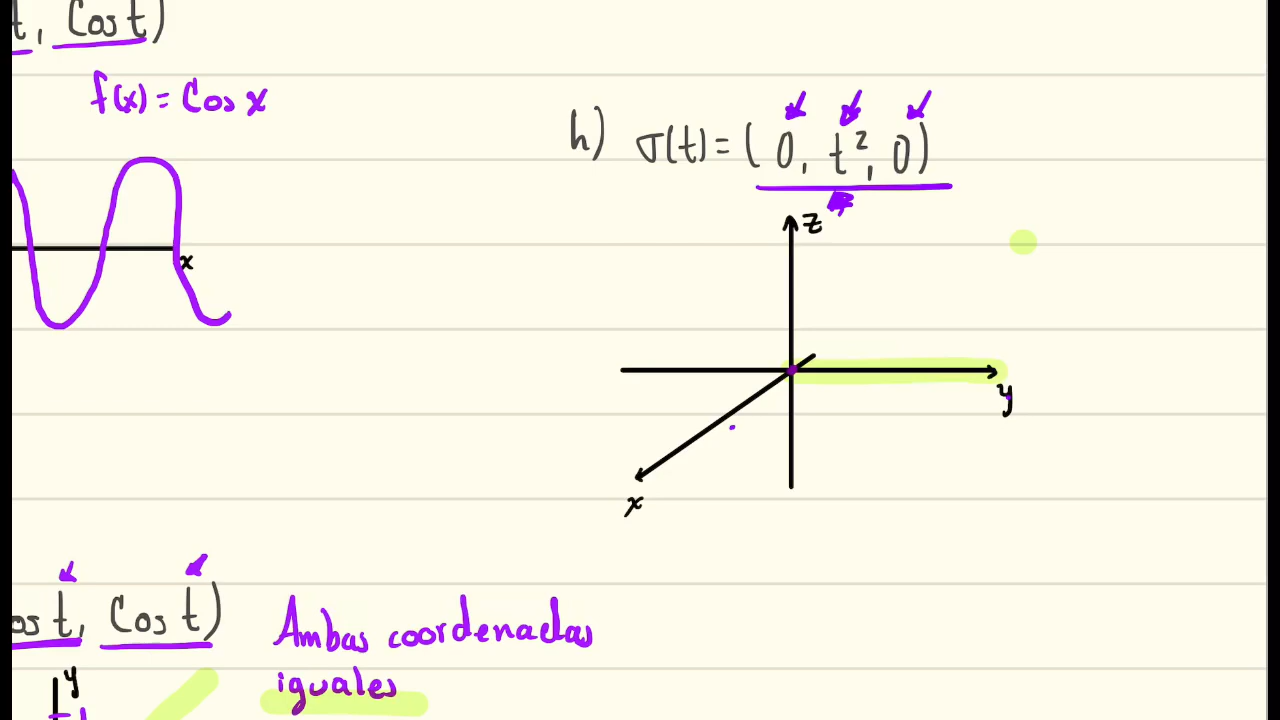 t, Cos t)
f(x) = Cos x
x
h) σ(t) = ( 0, t², 0)
z
y
x
os t, Cos t)
Ambas coordenadas
iguales
y